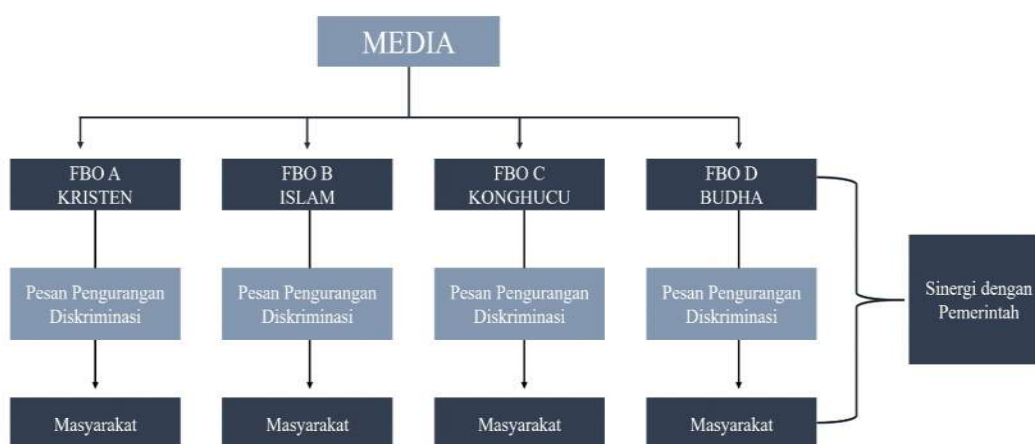 MEDIA
FBO A
KRISTEN
FBO B
ISLAM
FBO C
KONGHUCU
FBO D
BUDHA
Pesan Pengurangan
Diskriminasi
Pesan Pengurangan
Diskriminasi
Pesan Pengurangan
Diskriminasi
Pesan Pengurangan
Diskriminasi
Sinergi dengan
Pemerintah
Masyarakat
Masyarakat
Masyarakat
Masyarakat